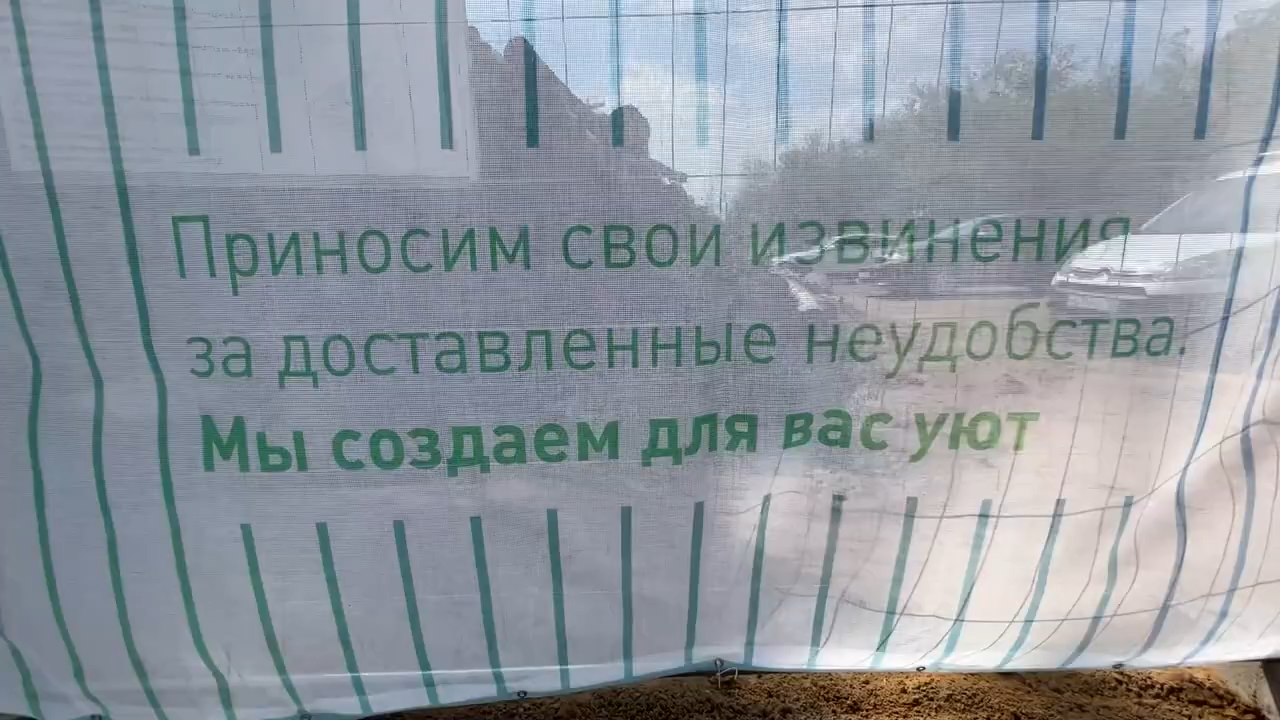 Приносим свои извинения
за доставленные неудобства.
Мы создаем для вас уют